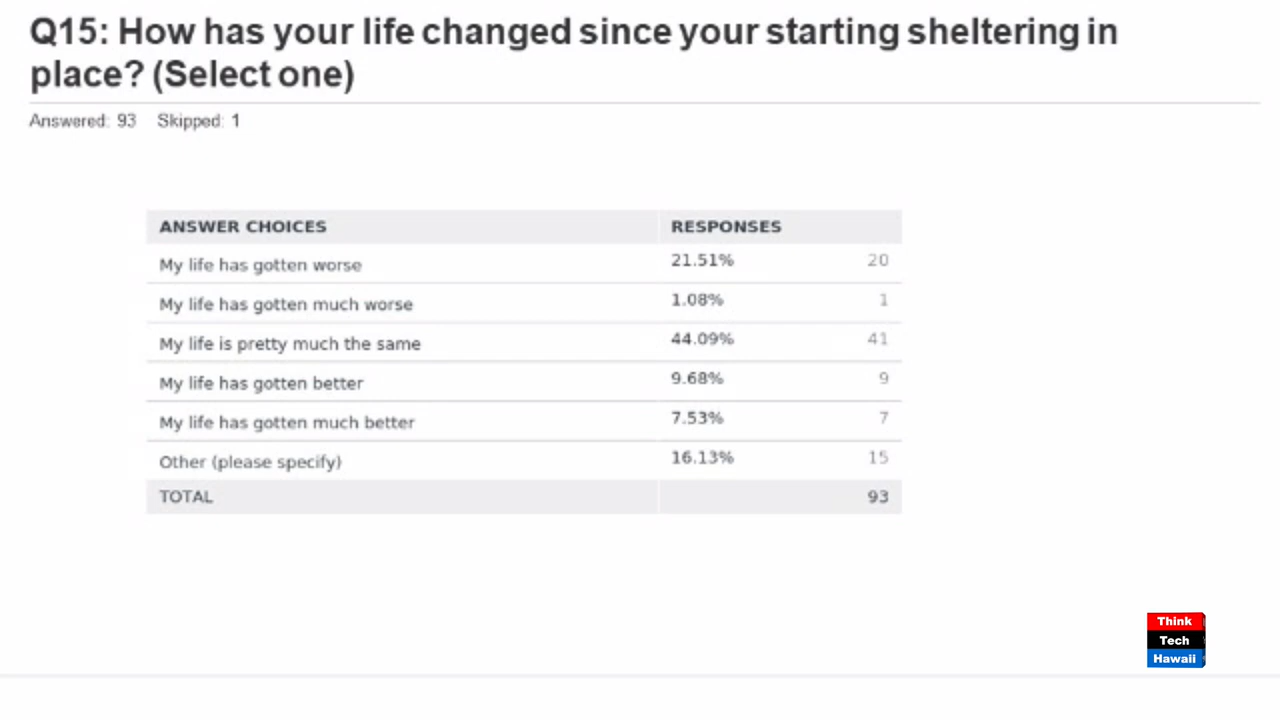 Q15: How has your life changed since your starting sheltering in
place? (Select one)
Answered: 93 Skipped: 1
ANSWER CHOICES RESPONSES
My life has gotten worse 21.51% 20
My life has gotten much worse 1.08% 1
My life is pretty much the same 44.09% 41
My life has gotten better 9.68% 9
My life has gotten much better 7.53% 7
Other (please specify) 16.13% 15
TOTAL 93
Think
Tech
Hawaii